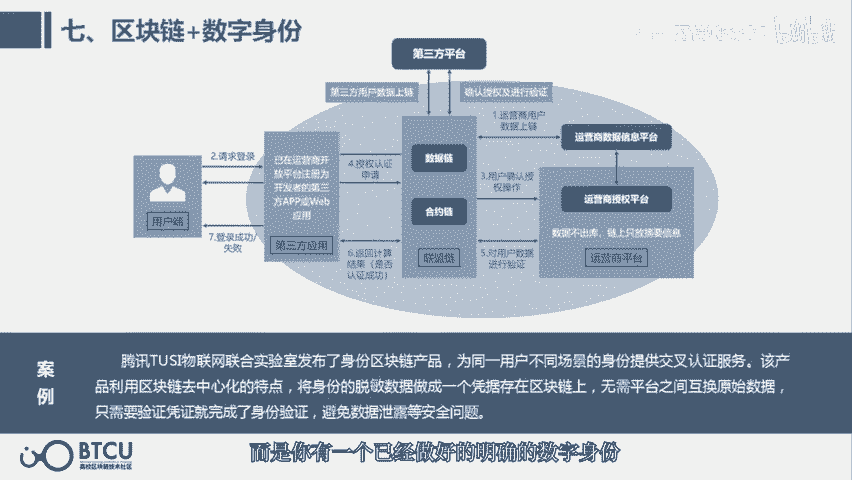 七、区块链+数字身份
第三方平台
第三方用户数据上链
确认授权及进行验证
1.运营商用户
数据上链
运营商数据信息平台
2.请求登录
已在运营商开
放平台注册为
开发者的第三
方APP或Web
应用
4.授权认证
申请
数据链
3.用户确认授
权操作
运营商授权平台
合约链
用户端
数据不出库，链上只放摘要信息
7.登录成功/
失败
第三方应用
6.返回计算
结果（是否
认证成功）
联盟链
5.对用户数据
进行验证
运营商平台
案
例
腾讯TUSI物联网联合实验室发布了身份区块链产品，为同一用户不同场景的身份提供交叉认证服务。该产
品利用区块链去中心化的特点，将身份的脱敏数据做成一个凭据存在区块链上，无需平台之间互换原始数据，
只需要验证凭证就完成了身份验证，避免数据泄露等安全问题。
BTCU
高校区块链技术社区
而是你有一个已经做好的明确的数字身份